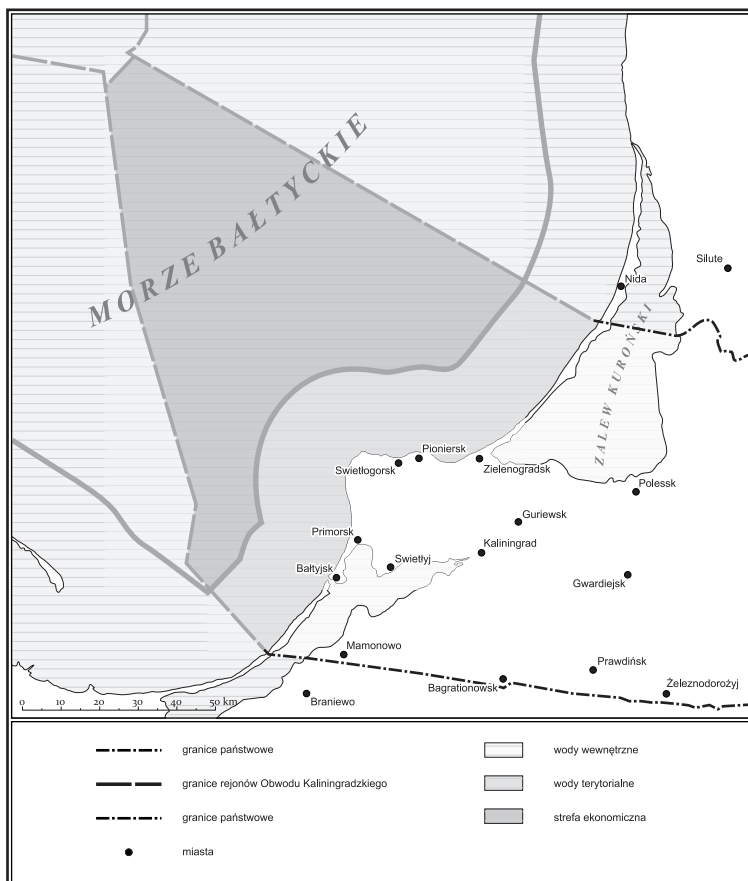 MORZE BAŁTYCKIE
Silute
Nida
ZALEW KUROŃSKI
Pioniersk
Swietłogorsk
Zielenogradsk
Polessk
Guriewsk
Primorsk
Kaliningrad
Swietłyj
Bałtyjsk
Gwardiejsk
Mamonowo
Prawdińsk
Bagrationowsk
Żeleznodorożyj
Braniewo
0 10 20 30 40 50 km
granice państwowe
wody wewnętrzne
granice rejonów Obwodu Kaliningradzkiego
wody terytorialne
granice państwowe
strefa ekonomiczna
miasta